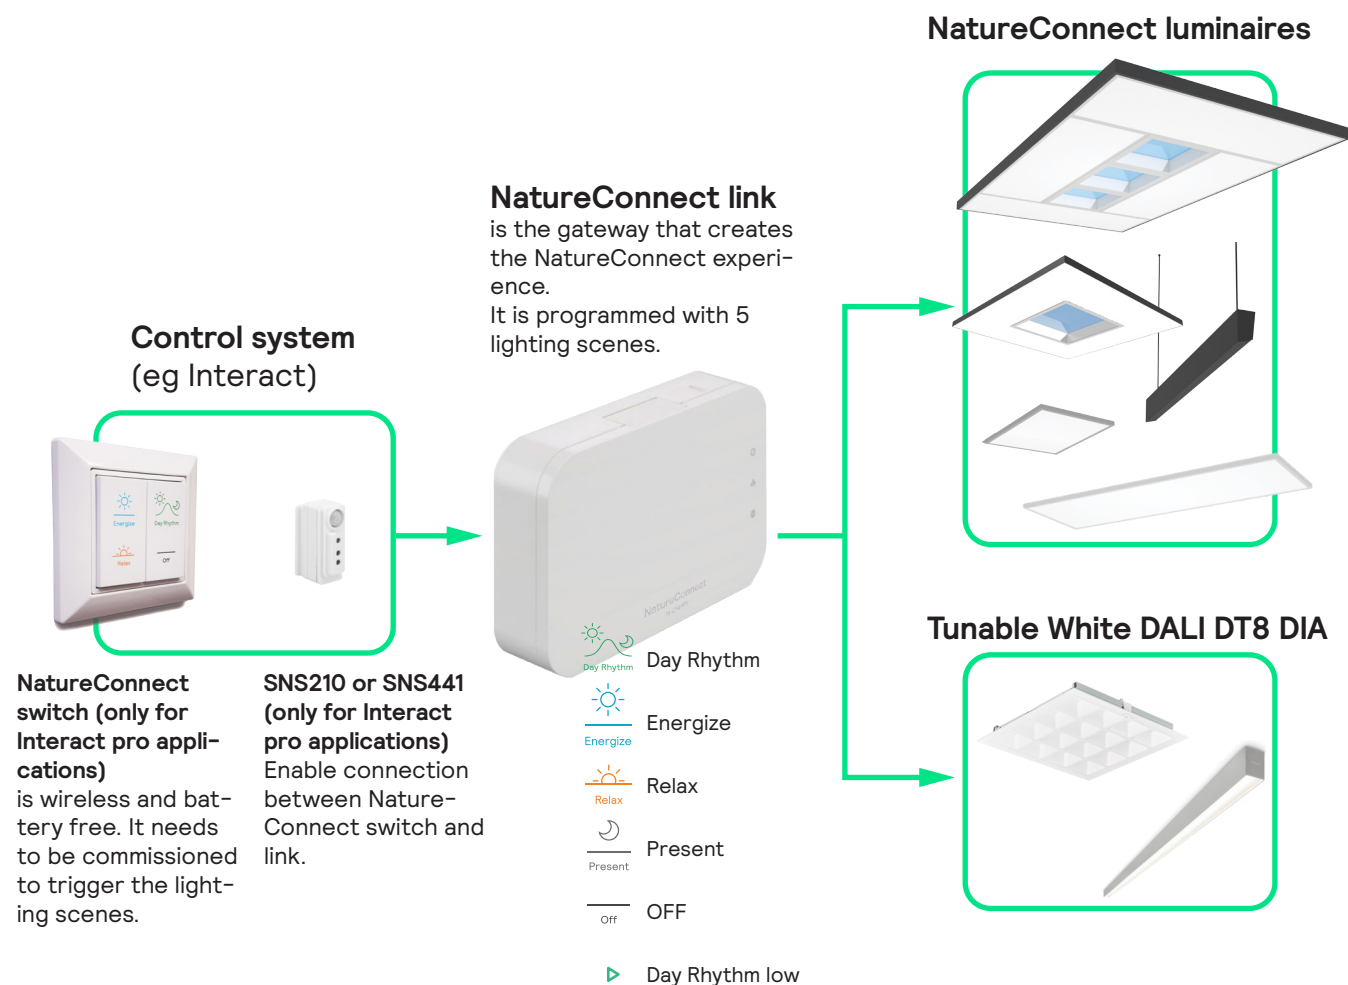 NatureConnect luminaires
NatureConnect link
is the gateway that creates
the NatureConnect experi-
ence.
It is programmed with 5
lighting scenes.
Control system
(eg Interact)
Energize
Day Rhythm
Relax
Off
NatureConnect
NatureConnect
switch (only for
Interact pro appli-
cations)
is wireless and bat-
tery free. It needs
to be commissioned
to trigger the light-
ing scenes.
SNS210 or SNS441
(only for Interact
pro applications)
Enable connection
between Nature-
Connect switch and
link.
Day Rhythm
Day Rhythm
Energize
Energize
Relax
Relax
Present
Present
Off
OFF
Day Rhythm low
Tunable White DALI DT8 DIA